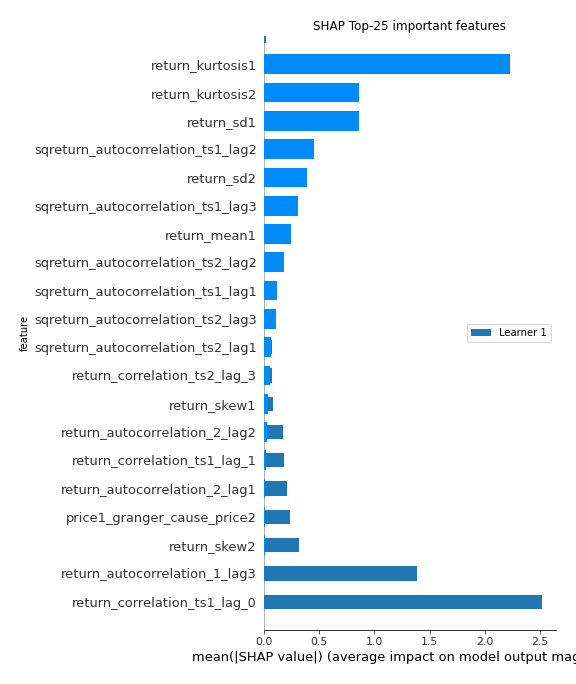 SHAP Top-25 important features
return_kurtosis1
return_kurtosis2
return_sd1
sqreturn_autocorrelation_ts1_lag2
return_sd2
sqreturn_autocorrelation_ts1_lag3
return_mean1
sqreturn_autocorrelation_ts2_lag2
sqreturn_autocorrelation_ts1_lag1
sqreturn_autocorrelation_ts2_lag3
feature
Learner 1
sqreturn_autocorrelation_ts2_lag1
return_correlation_ts2_lag_3
return_skew1
return_autocorrelation_2_lag2
return_correlation_ts1_lag_1
return_autocorrelation_2_lag1
price1_granger_cause_price2
return_skew2
return_autocorrelation_1_lag3
return_correlation_ts1_lag_0
0.0 0.5 1.0 1.5 2.0 2.5
mean(|SHAP value|) (average impact on model output mag